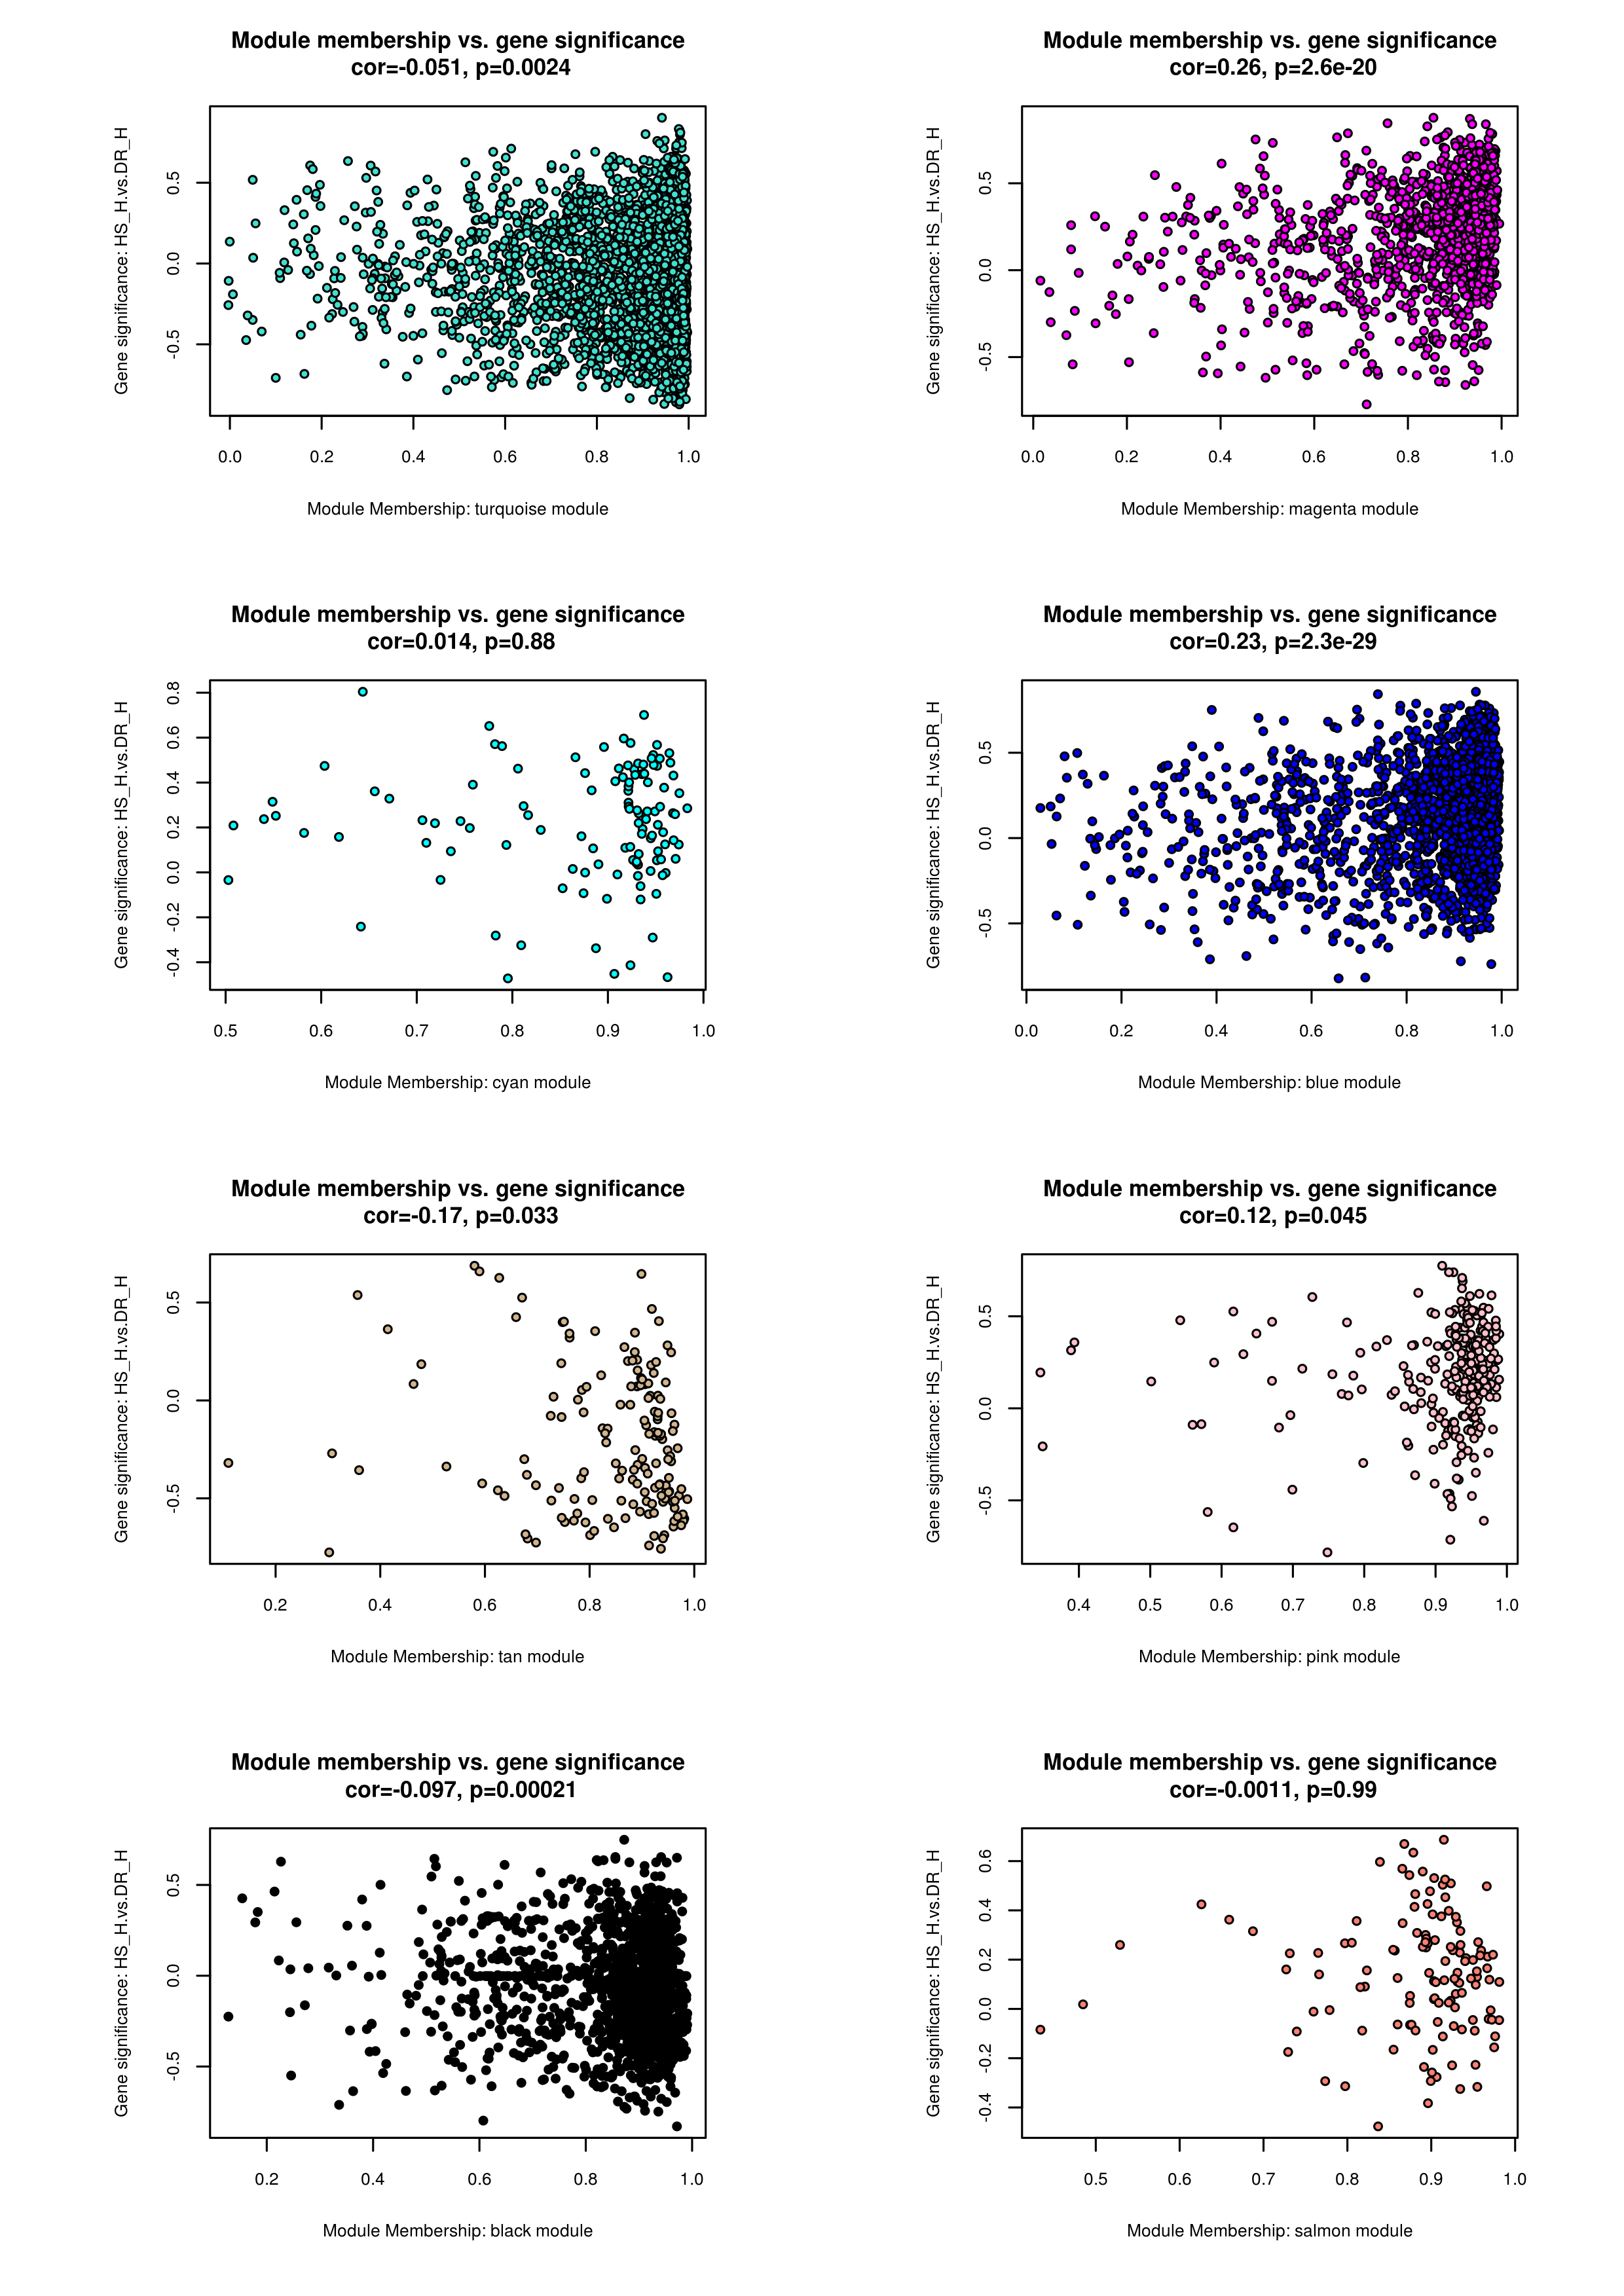 Module membership vs. gene significance
cor=-0.051, p=0.0024
Gene significance: HS_H.vs.DR_H
0.5
0.0
-0.5
0.0 0.2 0.4 0.6 0.8 1.0
Module Membership: turquoise module
Module membership vs. gene significance
cor=0.26, p=2.6e-20
Gene significance: HS_H.vs.DR_H
0.5
0.0
-0.5
0.0 0.2 0.4 0.6 0.8 1.0
Module Membership: magenta module
Module membership vs. gene significance
cor=0.014, p=0.88
Gene significance: HS_H.vs.DR_H
0.8
0.6
0.4
0.2
0.0
-0.2
-0.4
0.5 0.6 0.7 0.8 0.9 1.0
Module Membership: cyan module
Module membership vs. gene significance
cor=0.23, p=2.3e-29
Gene significance: HS_H.vs.DR_H
0.5
0.0
-0.5
0.0 0.2 0.4 0.6 0.8 1.0
Module Membership: blue module
Module membership vs. gene significance
cor=-0.17, p=0.033
Gene significance: HS_H.vs.DR_H
0.5
0.0
-0.5
0.2 0.4 0.6 0.8 1.0
Module Membership: tan module
Module membership vs. gene significance
cor=0.12, p=0.045
Gene significance: HS_H.vs.DR_H
0.5
0.0
-0.5
0.4 0.5 0.6 0.7 0.8 0.9 1.0
Module Membership: pink module
Module membership vs. gene significance
cor=-0.097, p=0.00021
Gene significance: HS_H.vs.DR_H
0.5
0.0
-0.5
0.2 0.4 0.6 0.8 1.0
Module Membership: black module
Module membership vs. gene significance
cor=-0.0011, p=0.99
Gene significance: HS_H.vs.DR_H
0.6
0.4
0.2
0.0
-0.2
-0.4
0.5 0.6 0.7 0.8 0.9 1.0
Module Membership: salmon module